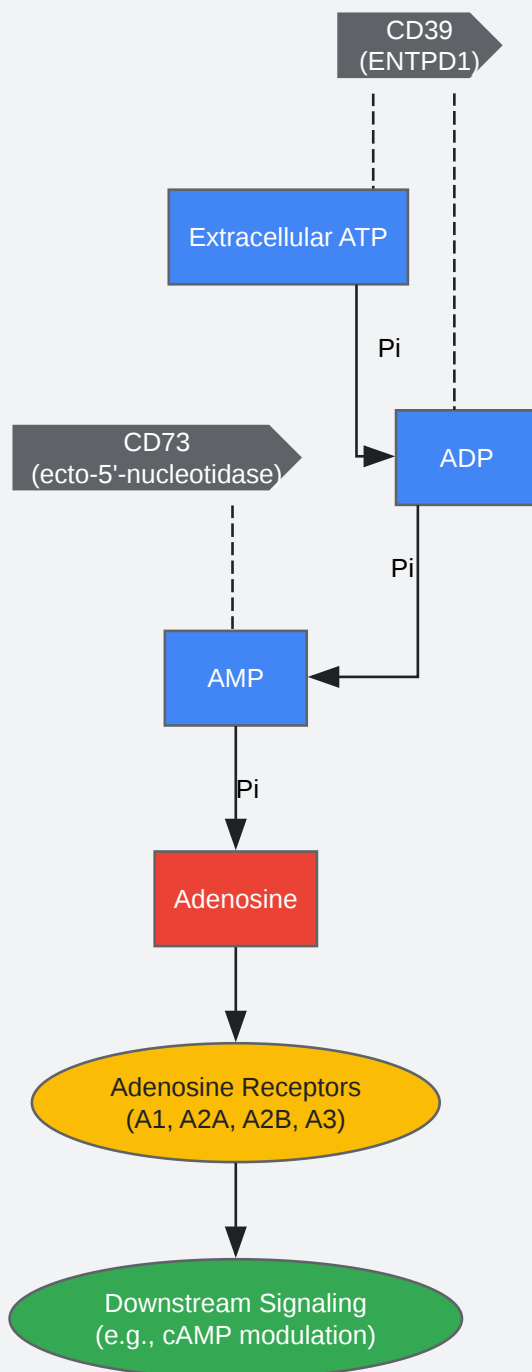 CD39
(ENTPD1)
Extracellular ATP
Pi
CD73
(ecto-5'-nucleotidase)
ADP
Pi
AMP
Pi
Adenosine
Adenosine Receptors
(A1, A2A, A2B, A3)
Downstream Signaling
(e.g., cAMP modulation)